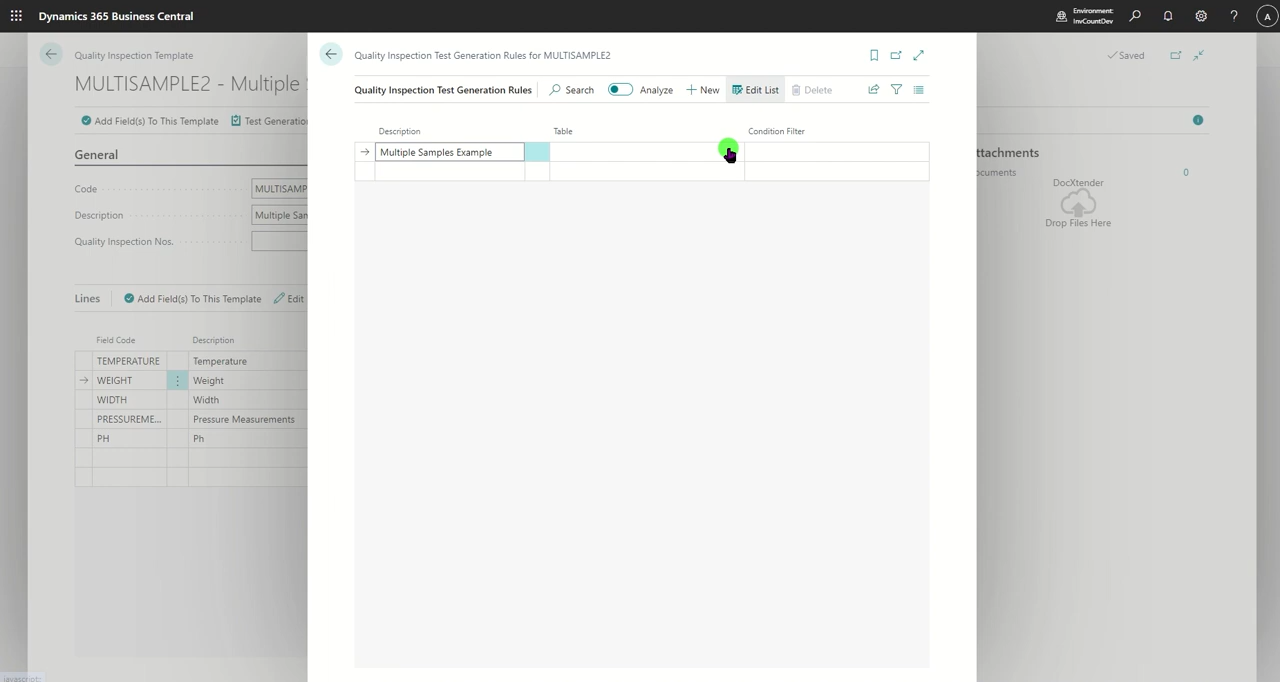 Dynamics 365 Business Central
Environment:
InvCountDev
A
Quality Inspection Template
Quality Inspection Test Generation Rules for MULTISAMPLE2
Saved
MULTISAMPLE2 - Multiple
Quality Inspection Test Generation Rules
Search
Analyze
New
Edit List
Delete
Add Field(s) To This Template
Test Generatio
General
Description
Table
Condition Filter
Multiple Samples Example
ttachments
ocuments
0
DocXtender
Drop Files Here
Code
MULTISAMP
Description
Multiple Sam
Quality Inspection Nos.
Lines
Add Field(s) To This Template
Edit
Field Code
Description
TEMPERATURE
Temperature
WEIGHT
Weight
WIDTH
Width
PRESSUREME...
Pressure Measurements
PH
Ph
javascript: